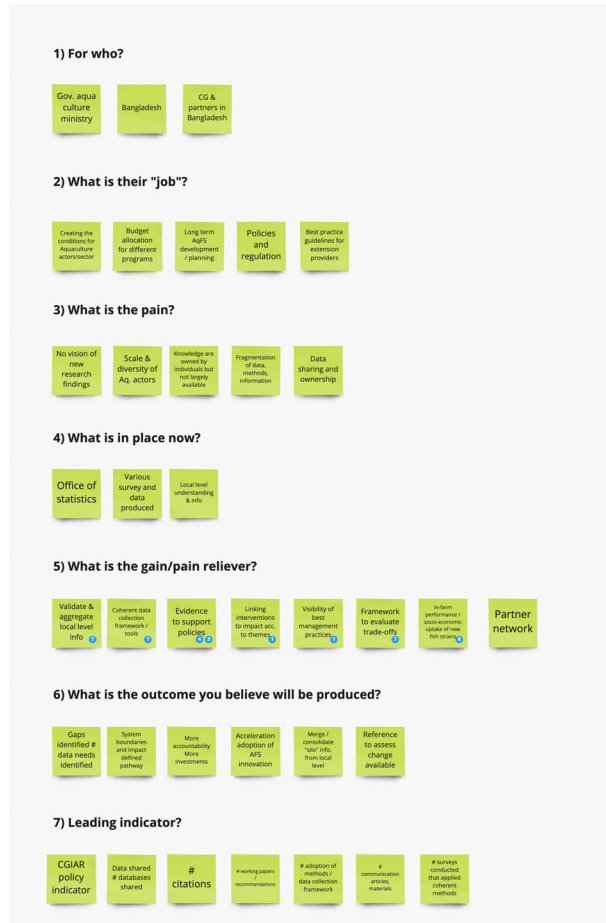 1) For who?
Gov. aqua
culture
ministry
Bangladesh
CG &
partners in
Bangladesh
2) What is their "job"?
Creating the
conditions for
Aquaculture
actors/sector
Budget
allocation
for different
programs
Long term
AqFS
development
/ planning
Policies
and
regulation
Best practice
guidelines for
extension
providers
3) What is the pain?
No vision of
new
research
findings
Scale &
diversity of
Aq. actors
Knowledge are
owned by
individuals but
not largely
available
Fragmentation
of data,
methods,
information
Data
sharing and
ownership
4) What is in place now?
Office of
statistics
Various
survey and
data
produced
Local level
understanding
& info
5) What is the gain/pain reliever?
Validate &
aggregate
local level
info
7
Coherent data
collection
framework /
tools
7
Evidence
to support
policies
4 3
Linking
interventions
to impact acc.
to themes
1
Visibility of
best
management
practices
1
Framework
to evaluate
trade-offs
7
In-farm
performance /
socio-economic
uptake of new
fish strains
Partner
network
6) What is the outcome you believe will be produced?
Gaps
identified #
data needs
identified
System
boundaries
and impact
defined
pathway
More
accountability
More
investments
Acceleration
adoption of
AFS
innovation
Merge /
consolidate
"silo" info.
from local
level
Reference
to assess
change
available
7) Leading indicator?
CGIAR
policy
indicator
Data shared
# databases
shared
#
citations
# working papers
/
recommendations
# adoption of
methods /
data collection
framework
#
communication
articles,
materials
# surveys
conducted
that applied
coherent
methods